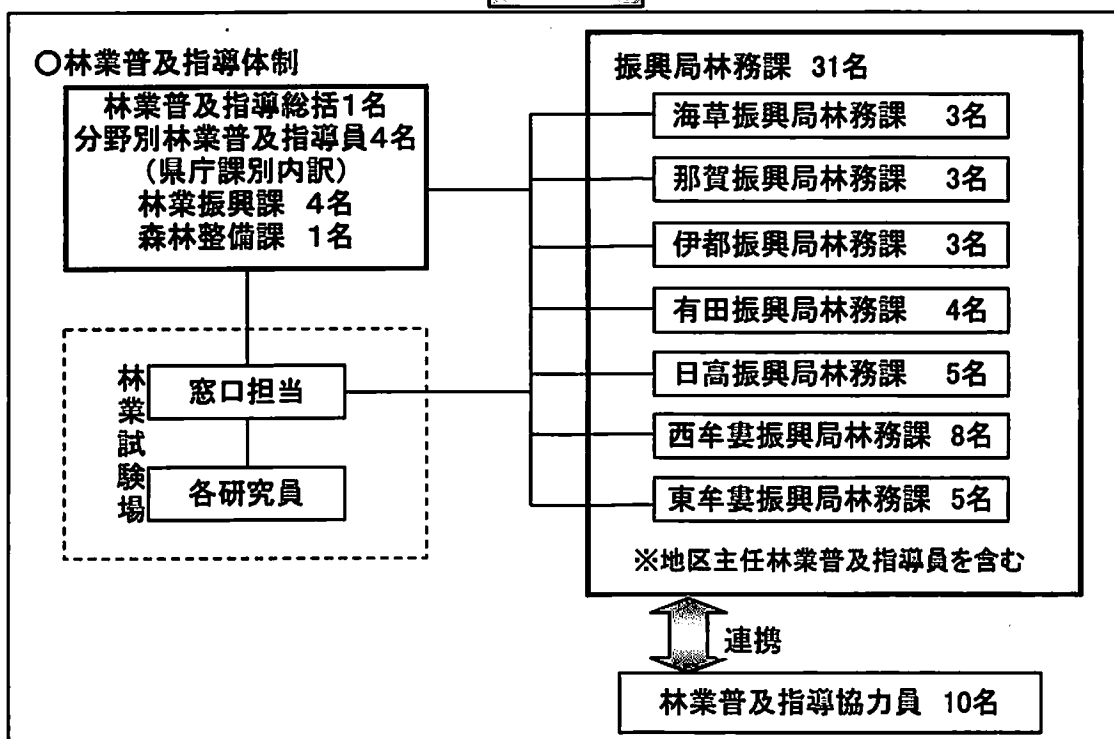 ○林業普及指導体制
林業普及指導総括1名
分野別林業普及指導員4名
(県庁課別内訳)
林業振興課 4名
森林整備課 1名
林業試験場
窓口担当
各研究員
振興局林務課 31名
海草振興局林務課 3名
那賀振興局林務課 3名
伊都振興局林務課 3名
有田振興局林務課 4名
日高振興局林務課 5名
西牟婁振興局林務課 8名
東牟婁振興局林務課 5名
※地区主任林業普及指導員を含む
連携
林業普及指導協力員 10名